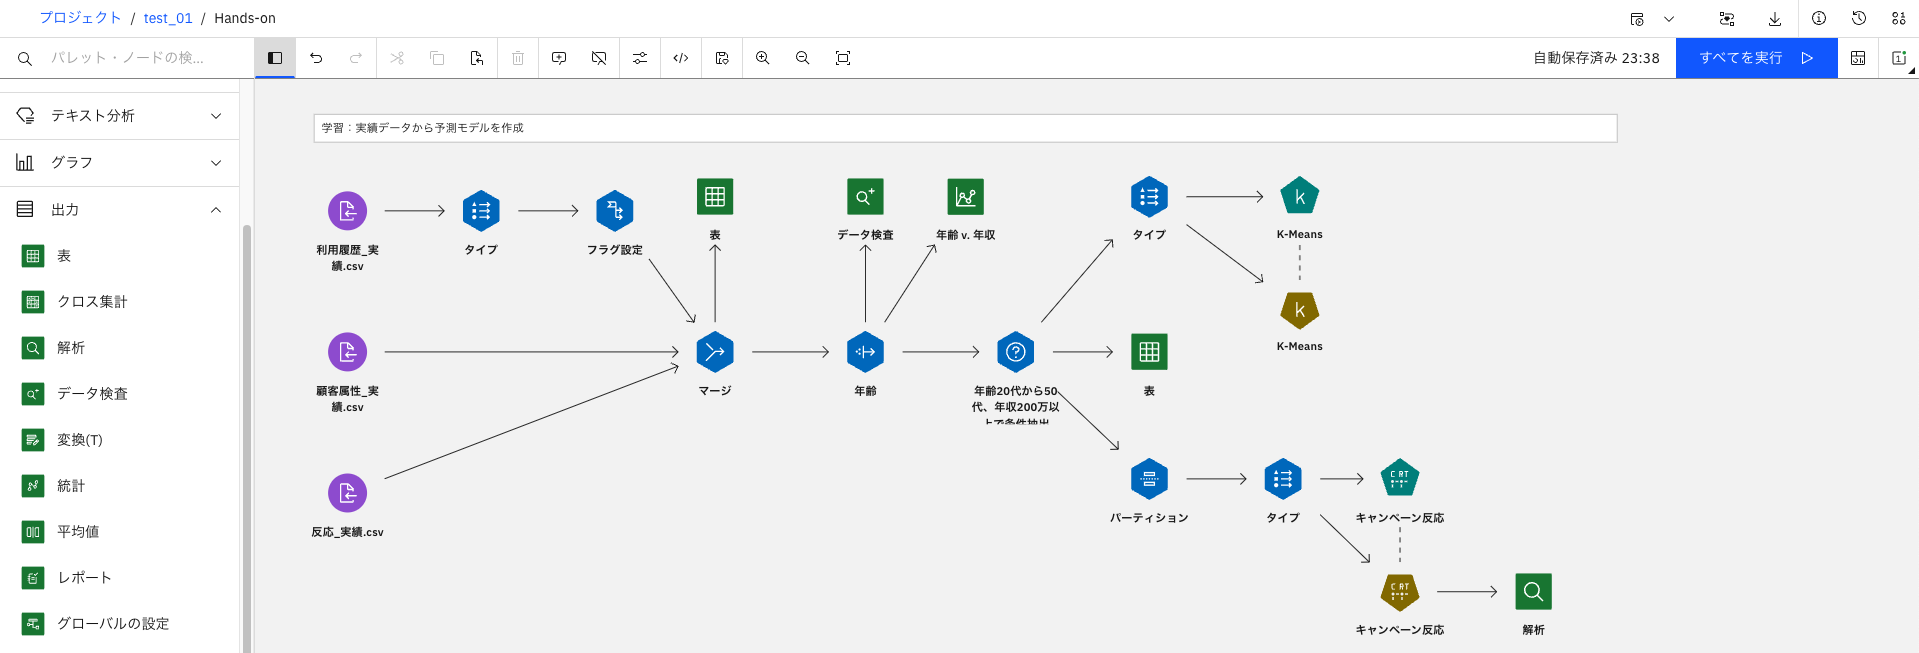 プロジェクト / test_01 / Hands-on
パレット・ノードの検...
自動保存済み 23:38
すべてを実行
テキスト分析
グラフ
出力
表
クロス集計
解析
データ検査
変換(T)
統計
平均値
レポート
グローバルの設定
学習：実績データから予測モデルを作成
利用履歴_実
績.csv
タイプ
フラグ設定
表
データ検査
年齢 v. 年収
タイプ
K-Means
K-Means
顧客属性_実
績.csv
マージ
年齢
年齢20代から50
代、年収200万以
上で条件抽出
表
反応_実績.csv
パーティション
タイプ
C RT
キャンペーン反応
C RT
キャンペーン反応
解析